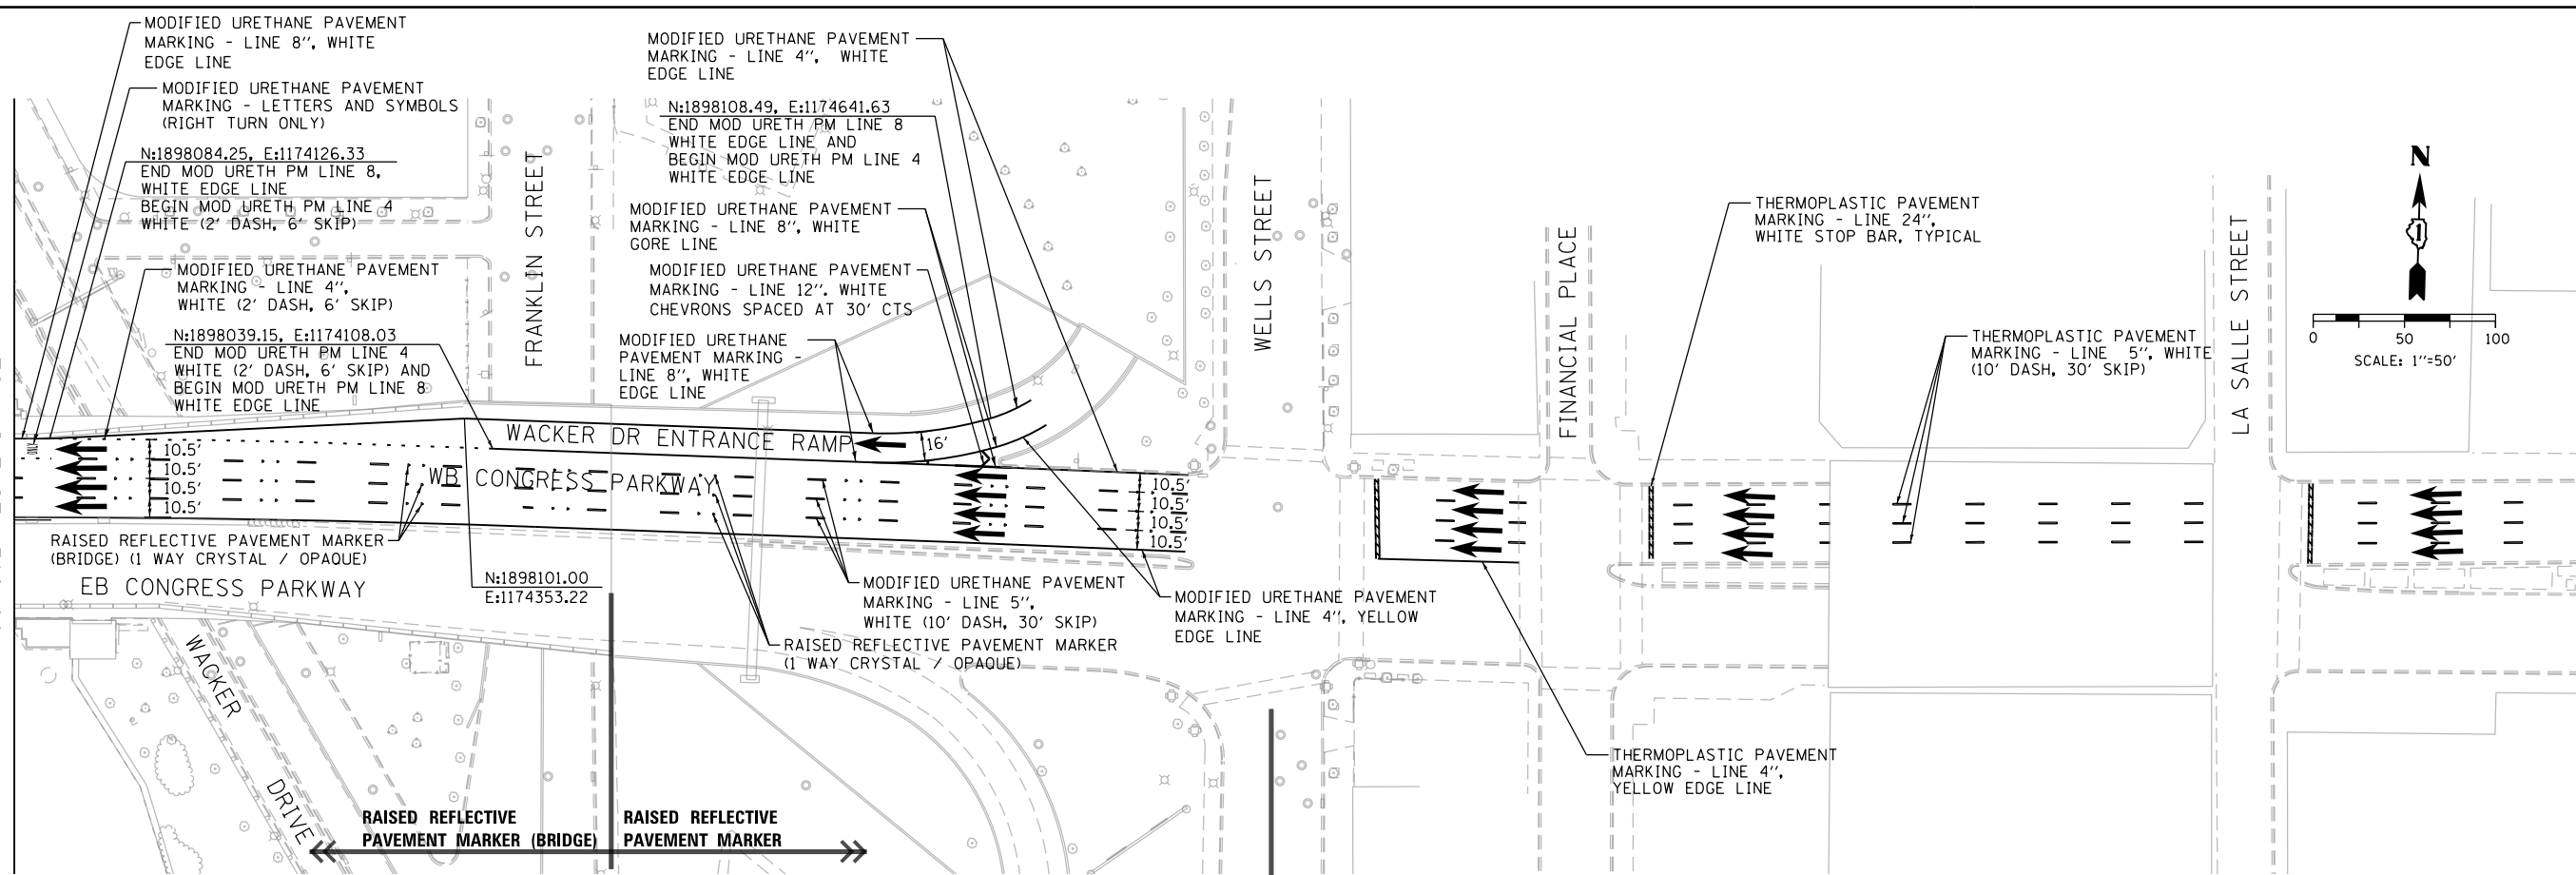 MODIFIED URETHANE PAVEMENT
MARKING - LINE 8", WHITE
EDGE LINE
MODIFIED URETHANE PAVEMENT
MARKING - LETTERS AND SYMBOLS
(RIGHT TURN ONLY)
N:1898084.25, E:1174126.33
END MOD URETH PM LINE 8,
WHITE EDGE LINE
BEGIN MOD URETH PM LINE 4
WHITE (2' DASH, 6' SKIP)
MODIFIED URETHANE PAVEMENT
MARKING - LINE 4",
WHITE (2' DASH, 6' SKIP)
N:1898039.15, E:1174108.03
END MOD URETH PM LINE 4
WHITE (2' DASH, 6' SKIP) AND
BEGIN MOD URETH PM LINE 8
WHITE EDGE LINE
FRANKLIN STREET
MODIFIED URETHANE PAVEMENT
MARKING - LINE 4", WHITE
EDGE LINE
N:1898108.49, E:1174641.63
END MOD URETH PM LINE 8
WHITE EDGE LINE AND
BEGIN MOD URETH PM LINE 4
WHITE EDGE LINE
MODIFIED URETHANE PAVEMENT
MARKING - LINE 8", WHITE
GORE LINE
MODIFIED URETHANE PAVEMENT
MARKING - LINE 12", WHITE
CHEVRONS SPACED AT 30' CTS
MODIFIED URETHANE
PAVEMENT MARKING -
LINE 8", WHITE
EDGE LINE
WELLS STREET
FINANCIAL PLACE
THERMOPLASTIC PAVEMENT
MARKING - LINE 24",
WHITE STOP BAR, TYPICAL
THERMOPLASTIC PAVEMENT
MARKING - LINE 5", WHITE
(10' DASH, 30' SKIP)
LA SALLE STREET
N
1
0 50 100
SCALE: 1"=50'
WACKER DR ENTRANCE RAMP
16'
WB CONGRESS PARKWAY
10.5'
10.5'
10.5'
10.5'
10.5'
10.5'
10.5'
10.5'
RAISED REFLECTIVE PAVEMENT MARKER
(BRIDGE) (1 WAY CRYSTAL / OPAQUE)
EB CONGRESS PARKWAY
N:1898101.00
E:1174353.22
MODIFIED URETHANE PAVEMENT
MARKING - LINE 5",
WHITE (10' DASH, 30' SKIP)
RAISED REFLECTIVE PAVEMENT MARKER
(1 WAY CRYSTAL / OPAQUE)
MODIFIED URETHANE PAVEMENT
MARKING - LINE 4", YELLOW
EDGE LINE
THERMOPLASTIC PAVEMENT
MARKING - LINE 4",
YELLOW EDGE LINE
WACKER
DRIVE
RAISED REFLECTIVE
PAVEMENT MARKER (BRIDGE)
RAISED REFLECTIVE
PAVEMENT MARKER